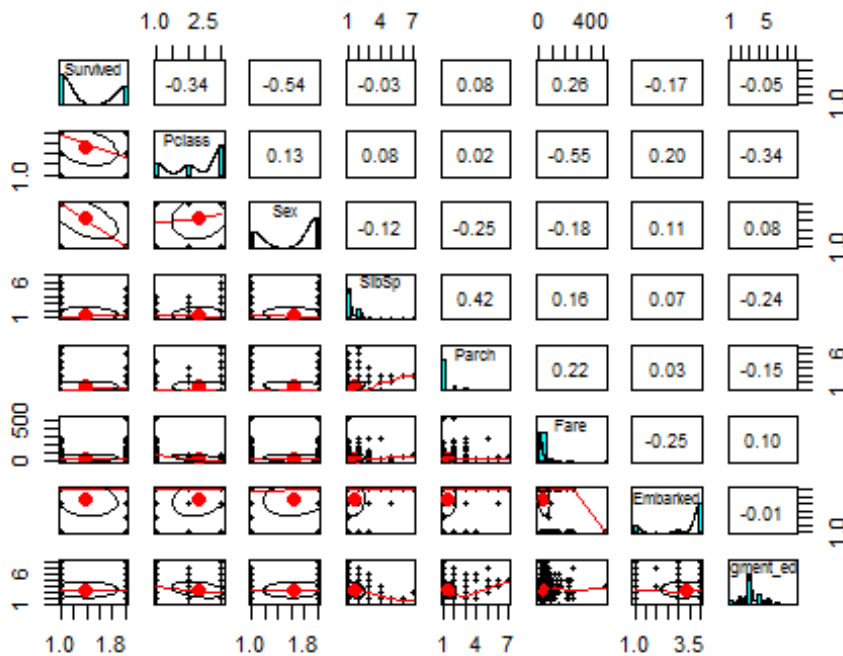 1.0 2.5 1 4 7 0 400 1 5
Survived -0.34 -0.54 -0.03 0.08 0.26 -0.17 -0.05 1.0
1.0 Pclass 0.13 0.08 0.02 -0.55 0.20 -0.34
Sex -0.12 -0.25 -0.18 0.11 0.08 1.0
1 6 SibSp 0.42 0.16 0.07 -0.24
Parch 0.22 0.03 -0.15 1 6
0 500 Fare -0.25 0.10
Embarked -0.01 1.0
1 6 gment_ed
1.0 1.8 1.0 1.8 1 4 7 1.0 3.5